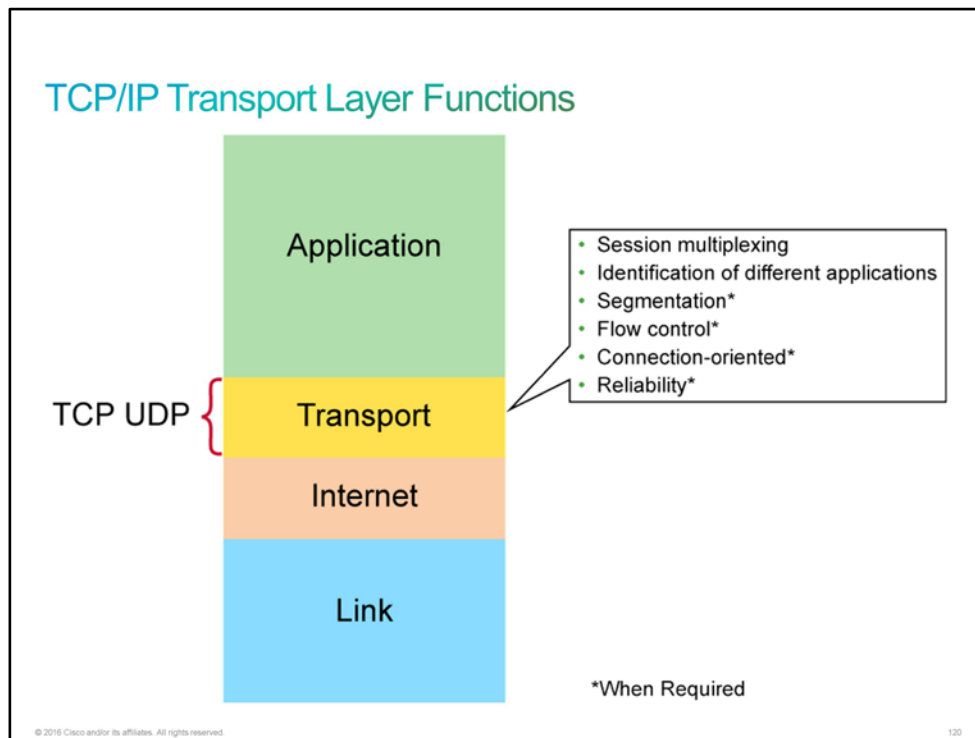 TCP/IP Transport Layer Functions
Application
• Session multiplexing
• Identification of different applications
• Segmentation*
• Flow control*
• Connection-oriented*
• Reliability*
TCP UDP
Transport
Internet
Link
*When Required
© 2016 Cisco and/or its affiliates. All rights reserved.
120